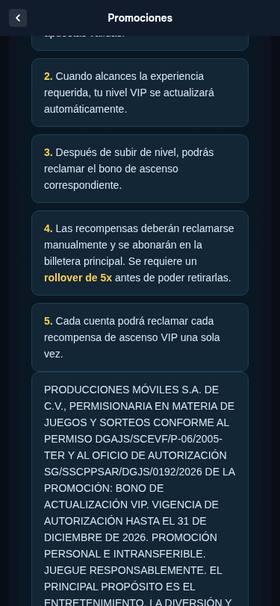 Promociones
apuestas válidas.
2. Cuando alcances la experiencia
requerida, tu nivel VIP se actualizará
automáticamente.
3. Después de subir de nivel, podrás
reclamar el bono de ascenso
correspondiente.
4. Las recompensas deberán reclamarse
manualmente y se abonarán en la
billetera principal. Se requiere un
rollover de 5x antes de poder retirarlas.
5. Cada cuenta podrá reclamar cada
recompensa de ascenso VIP una sola
vez.
PRODUCCIONES MÓVILES S.A. DE
C.V., PERMISIONARIA EN MATERIA DE
JUEGOS Y SORTEOS CONFORME AL
PERMISO DGAJS/SCEVF/P-06/2005-
TER Y AL OFICIO DE AUTORIZACIÓN
SG/SSCPPSAR/DGJS/0192/2026 DE LA
PROMOCIÓN: BONO DE
ACTUALIZACIÓN VIP. VIGENCIA DE
AUTORIZACIÓN HASTA EL 31 DE
DICIEMBRE DE 2026. PROMOCIÓN
PERSONAL E INTRANSFERIBLE.
JUEGUE RESPONSABLEMENTE. EL
PRINCIPAL PROPÓSITO ES EL
ENTRETENIMIENTO, LA DIVERSIÓN Y